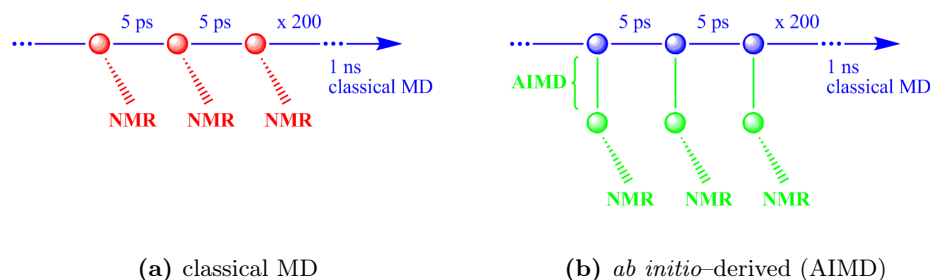 5 ps 5 ps x 200
... ...
1 ns
classical MD
NMR NMR NMR
(a) classical MD
5 ps 5 ps x 200
... ...
AIMD
1 ns
classical MD
NMR NMR NMR
(b) ab initio–derived (AIMD)